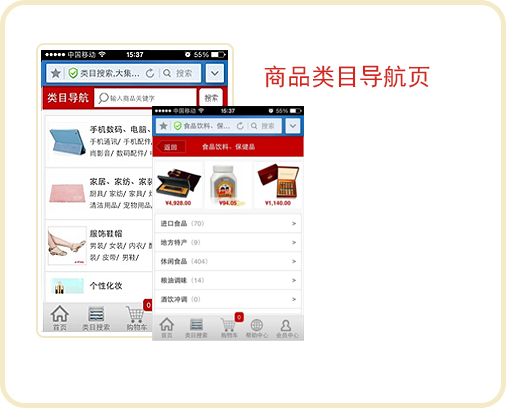 商品类目导航页
中国移动 15:37 55%
类目搜索,大集… 搜索
类目导航 输入商品关键字 搜索
手机数码、电脑、
手机通讯/ 手机配件
尚影音/ 数码配件/
家居、家纺、家装
厨具/ 家纺/ 家具/
清洁用品/ 宠物用品
服饰鞋帽
男装/ 女装/ 内衣/
装/ 皮带/ 男鞋/
个性化妆
0
首页 类目搜索 购物车
中国移动 15:37 55%
食品饮料、保… 搜索
返回 食品饮料、保健品
¥4,928.00 ¥94.05 ¥1,140.00
进口食品（70） >
地方特产（9） >
休闲食品（404） >
粮油调味（14） >
酒饮冲调（0） >
0
首页 类目搜索 购物车 帮助中心 会员中心